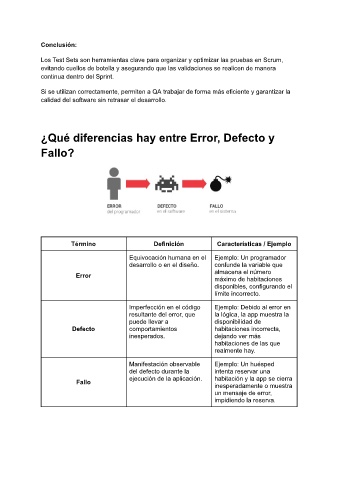 Conclusión:
Los Test Sets son herramientas clave para organizar y optimizar las pruebas en Scrum,
evitando cuellos de botella y asegurando que las validaciones se realicen de manera
continua dentro del Sprint.
Si se utilizan correctamente, permiten a QA trabajar de forma más eficiente y garantizar la
calidad del software sin retrasar el desarrollo.
¿Qué diferencias hay entre Error, Defecto y
Fallo?
ERROR
del programador
DEFECTO
en el software
FALLO
en el sistema
Término
Definición
Características / Ejemplo
Error
Equivocación humana en el
desarrollo o en el diseño.
Ejemplo: Un programador
confunde la variable que
almacena el número
máximo de habitaciones
disponibles, configurando el
límite incorrecto.
Defecto
Imperfección en el código
resultante del error, que
puede llevar a
comportamientos
inesperados.
Ejemplo: Debido al error en
la lógica, la app muestra la
disponibilidad de
habitaciones incorrecta,
dejando ver más
habitaciones de las que
realmente hay.
Fallo
Manifestación observable
del defecto durante la
ejecución de la aplicación.
Ejemplo: Un huésped
intenta reservar una
habitación y la app se cierra
inesperadamente o muestra
un mensaje de error,
impidiendo la reserva.